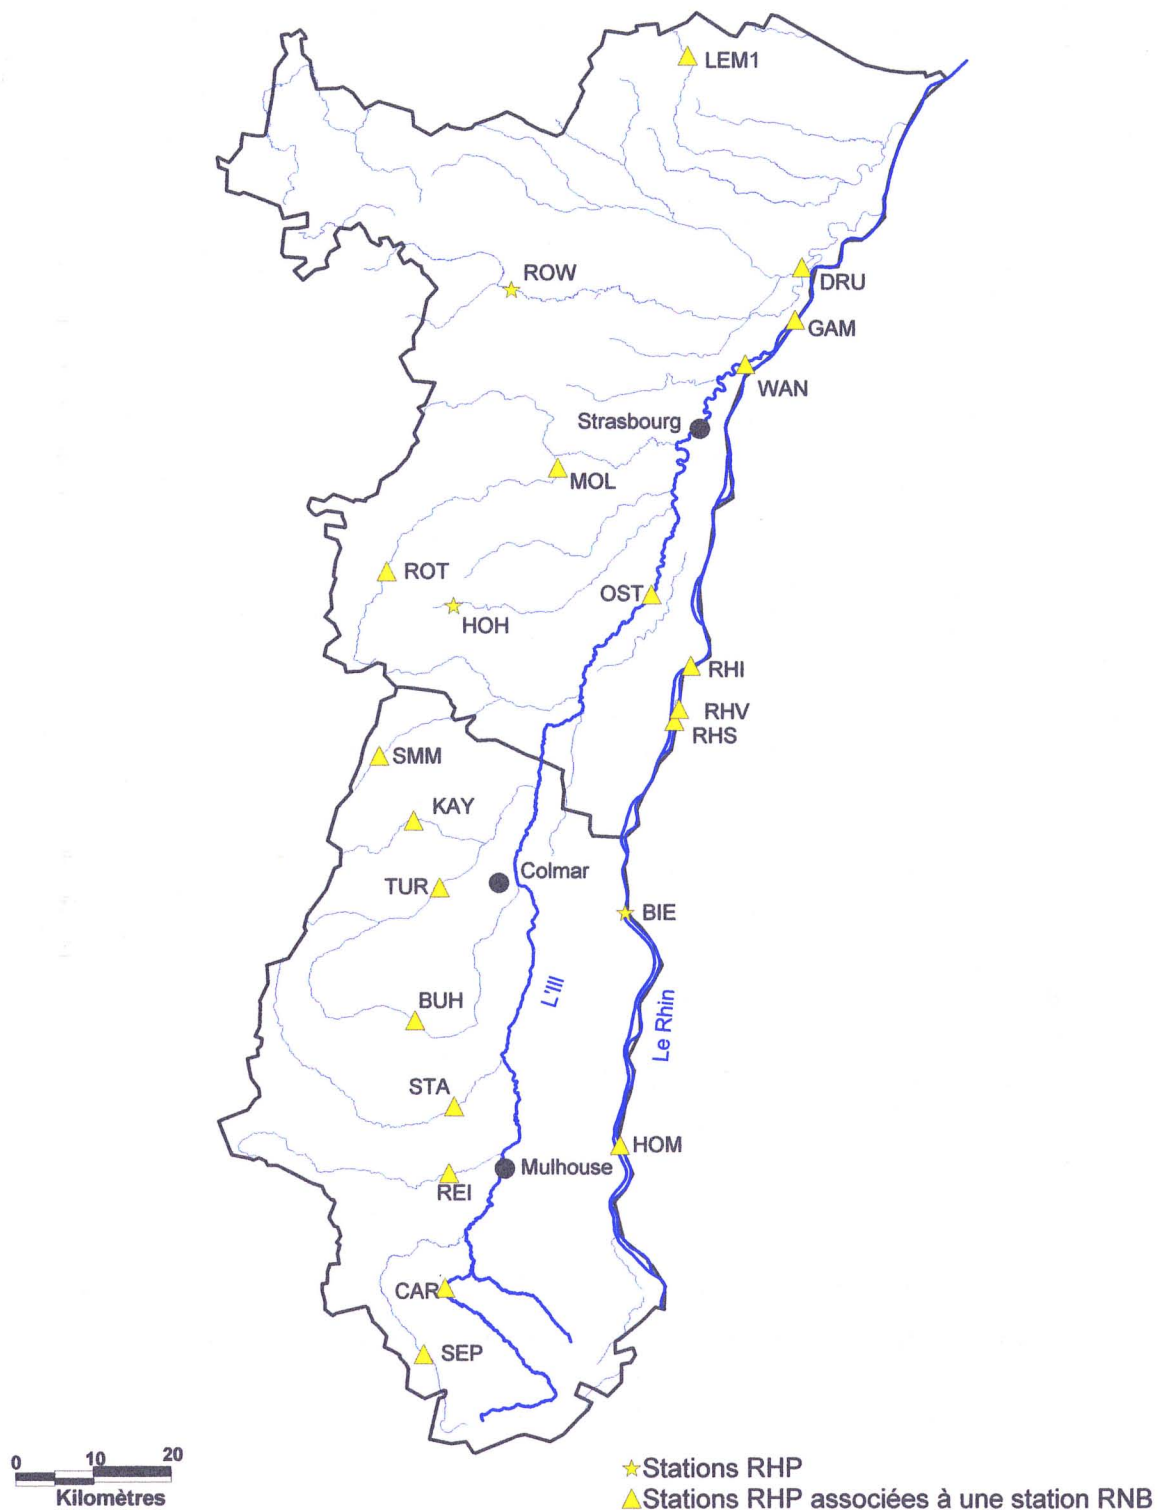 LEM1
ROW
DRU
GAM
WAN
Strasbourg
MOL
ROT
OST
HOH
RHI
RHV
RHS
SMM
KAY
Colmar
TUR
BIE
L'Ill
BUH
Le Rhin
STA
HOM
Mulhouse
REI
CAR
SEP
0 10 20
Kilomètres
Stations RHP
Stations RHP associées à une station RNB